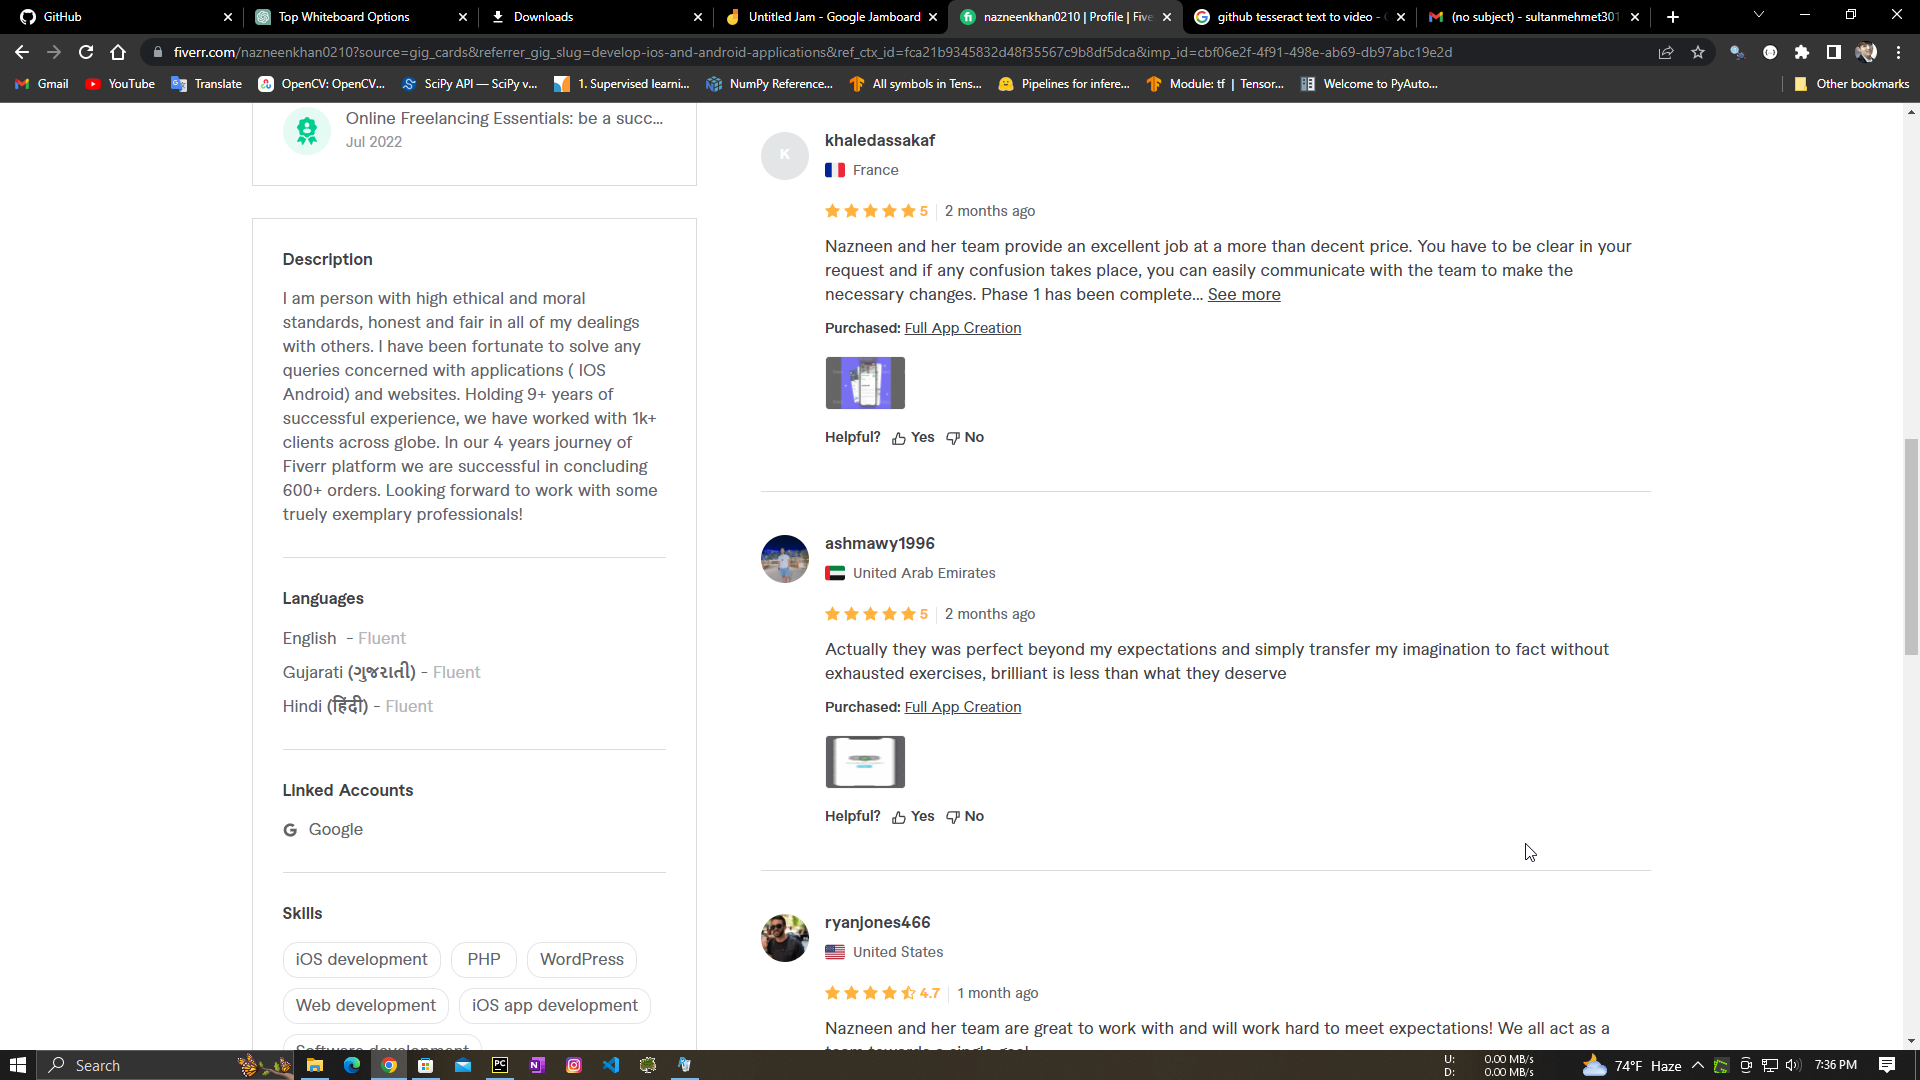 GitHub
Top Whiteboard Options
Downloads
Untitled Jam - Google Jamboard
nazneenkhan0210 | Profile | Five
github tesseract text to video -
(no subject) - sultanmehmet301
fiverr.com/nazneenkhan0210?source=gig_cards&referrer_gig_slug=develop-ios-and-android-applications&ref_ctx_id=fca21b9345832d48f35567c9b8df5dca&imp_id=cbf06e2f-4f91-498e-ab69-db97abc19e2d
Gmail
YouTube
Translate
OpenCV: OpenCV...
SciPy API — SciPy v...
1. Supervised learni...
NumPy Reference...
All symbols in Tens...
Pipelines for infere...
Module: tf | Tensor...
Welcome to PyAuto...
Other bookmarks
Online Freelancing Essentials: be a succ...
Jul 2022
Description
I am person with high ethical and moral
standards, honest and fair in all of my dealings
with others. I have been fortunate to solve any
queries concerned with applications ( IOS
Android) and websites. Holding 9+ years of
successful experience, we have worked with 1k+
clients across globe. In our 4 years journey of
Fiverr platform we are successful in concluding
600+ orders. Looking forward to work with some
truely exemplary professionals!
Languages
English - Fluent
Gujarati (ગુજરાતી) - Fluent
Hindi (हिंदी) - Fluent
Linked Accounts
Google
Skills
iOS development
PHP
WordPress
Web development
iOS app development
Software development
K
khaledassakaf
France
5
2 months ago
Nazneen and her team provide an excellent job at a more than decent price. You have to be clear in your
request and if any confusion takes place, you can easily communicate with the team to make the
necessary changes. Phase 1 has been complete... See more
Purchased: Full App Creation
Helpful? Yes No
ashmawy1996
United Arab Emirates
5
2 months ago
Actually they was perfect beyond my expectations and simply transfer my imagination to fact without
exhausted exercises, brilliant is less than what they deserve
Purchased: Full App Creation
Helpful? Yes No
ryanjones466
United States
4.7
1 month ago
Nazneen and her team are great to work with and will work hard to meet expectations! We all act as a
team towards a single goal
Search
U: 0.00 MB/s
D: 0.00 MB/s
74°F Haze
7:36 PM